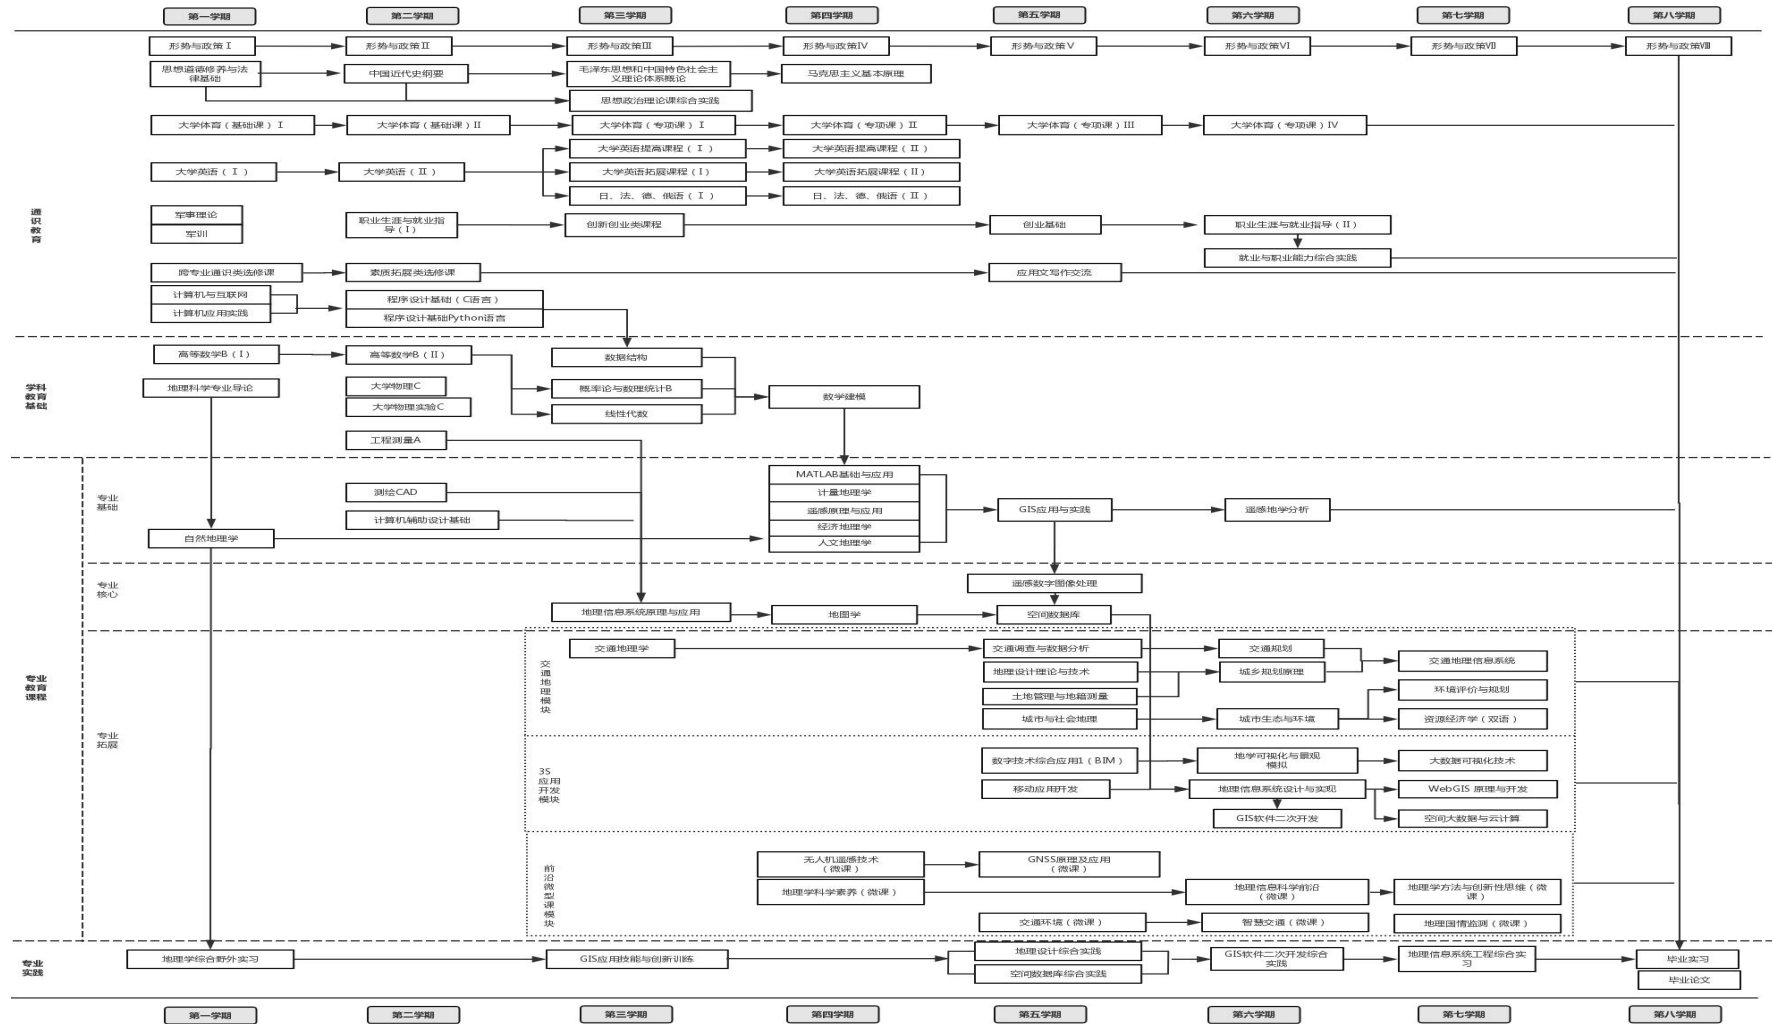 第一学期 第二学期 第三学期 第四学期 第五学期 第六学期 第七学期 第八学期
形势与政策Ⅰ 形势与政策Ⅱ 形势与政策Ⅲ 形势与政策Ⅳ 形势与政策Ⅴ 形势与政策Ⅵ 形势与政策Ⅶ 形势与政策Ⅷ
思想道德修养与法
律基础
中国近代史纲要
毛泽东思想和中国特色社会主
义理论体系概论
马克思主义基本原理
思想政治理论课综合实践
大学体育(基础课)Ⅰ 大学体育(基础课)Ⅱ 大学体育(专项课)Ⅰ 大学体育(专项课)Ⅱ 大学体育(专项课)III 大学体育(专项课)IV
大学英语提高课程(Ⅰ) 大学英语提高课程(Ⅱ)
大学英语(Ⅰ) 大学英语(Ⅱ) 大学英语拓展课程(I) 大学英语拓展课程(II)
日、法、德、俄语(Ⅰ) 日、法、德、俄语(Ⅱ)
通
识
教
育
军事理论
军训
职业生涯与就业指
导(I)
创新创业类课程 创业基础 职业生涯与就业指导(II)
就业与职业能力综合实践
跨专业通识类选修课 素质拓展类选修课 应用文写作交流
计算机与互联网
计算机应用实践
程序设计基础(C语言)
程序设计基础Python语言
学科
教育
基础
高等数学B(I) 高等数学B(II) 数据结构
地理科学专业导论 大学物理C 概率论与数理统计B 数学建模
大学物理实验C 线性代数
工程测量A
专业
教育
课程
专业
基础
MATLAB基础与应用
测绘CAD 计量地理学
计算机辅助设计基础 遥感原理与应用 GIS应用与实践 遥感地学分析
经济地理学
自然地理学 人文地理学
专业
核心
遥感数字图像处理
地理信息系统原理与应用 地图学 空间数据库
专业
拓展
交
通
地
理
模
块
交通地理学 交通调查与数据分析 交通规划 交通地理信息系统
地理设计理论与技术 城乡规划原理
土地管理与地籍测量 环境评价与规划
城市与社会地理 城市生态与环境 资源经济学(双语)
3S
应用
开发
模块
数字技术综合应用1(BIM)
地学可视化与景观
模拟
大数据可视化技术
移动应用开发 地理信息系统设计与实现 WebGIS 原理与开发
GIS软件二次开发 空间大数据与云计算
前
沿
微
型
课
模
块
无人机遥感技术
(微课)
GNSS原理及应用
(微课)
地理学科学素养(微课)
地理信息科学前沿
(微课)
地理学方法与创新性思维(微
课)
交通环境(微课) 智慧交通(微课) 地理国情监测(微课)
专业
实践
地理学综合野外实习 GIS应用技能与创新训练
地理设计综合实践
空间数据库综合实践
GIS软件二次开发综合
实践
地理信息系统工程综合实
习
毕业实习
毕业论文
第一学期 第二学期 第三学期 第四学期 第五学期 第六学期 第七学期 第八学期